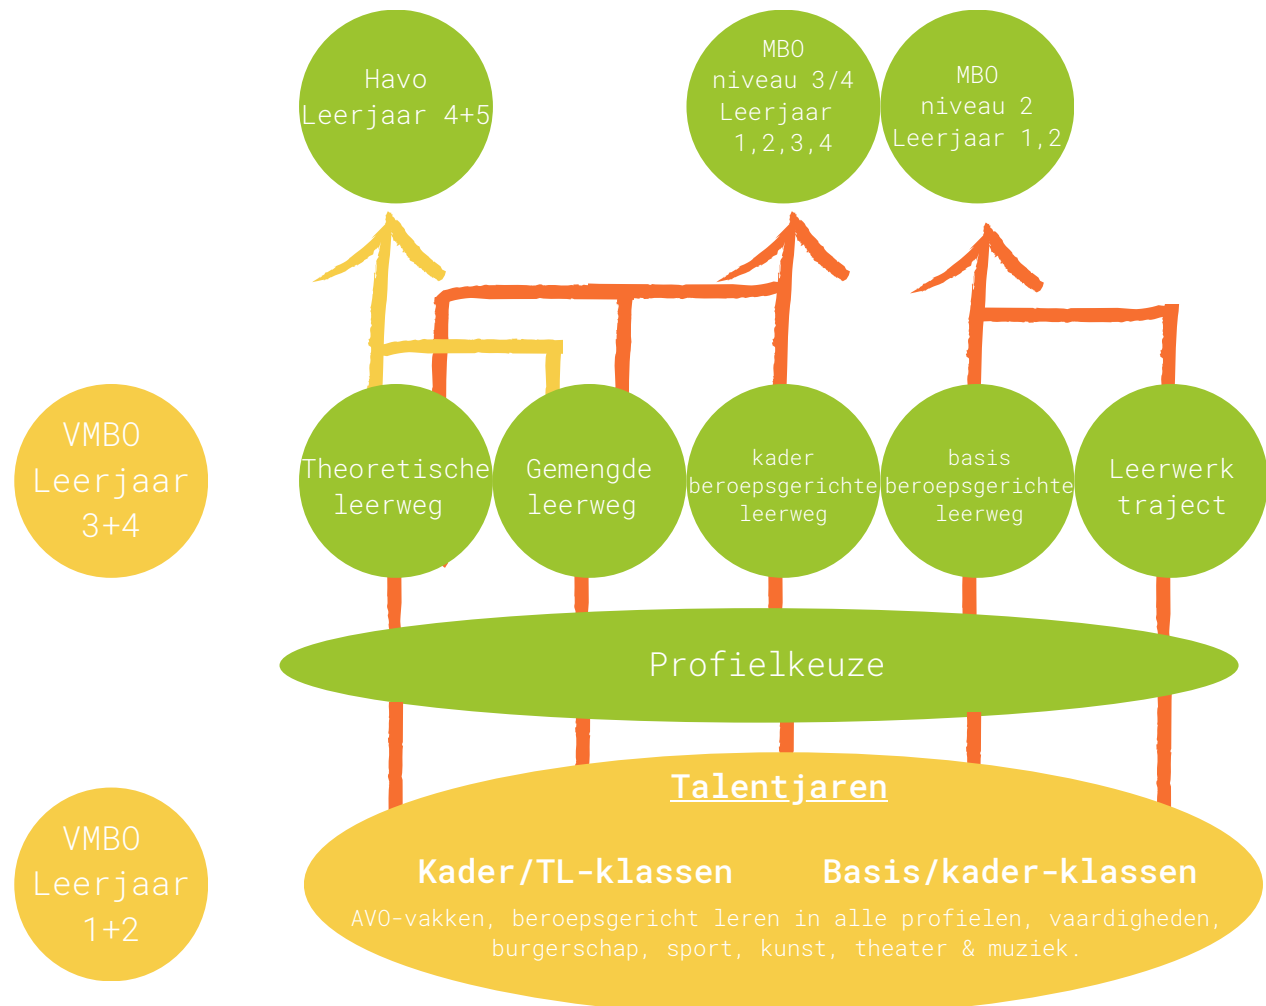 Havo
Leerjaar 4+5
MBO
niveau 3/4
Leerjaar
1,2,3,4
MBO
niveau 2
Leerjaar 1,2
VMBO
Leerjaar
3+4
Theoretische
leerweg
Gemengde
leerweg
kader
beroepsgerichte
leerweg
basis
beroepsgerichte
leerweg
Leerwerk
traject
Profielkeuze
VMBO
Leerjaar
1+2
Talentjaren
Kader/TL-klassen
Basis/kader-klassen
AVO-vakken, beroepsgericht leren in alle profielen, vaardigheden,
burgerschap, sport, kunst, theater & muziek.